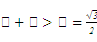 ▯ + ▯ > ▯ = √3/2